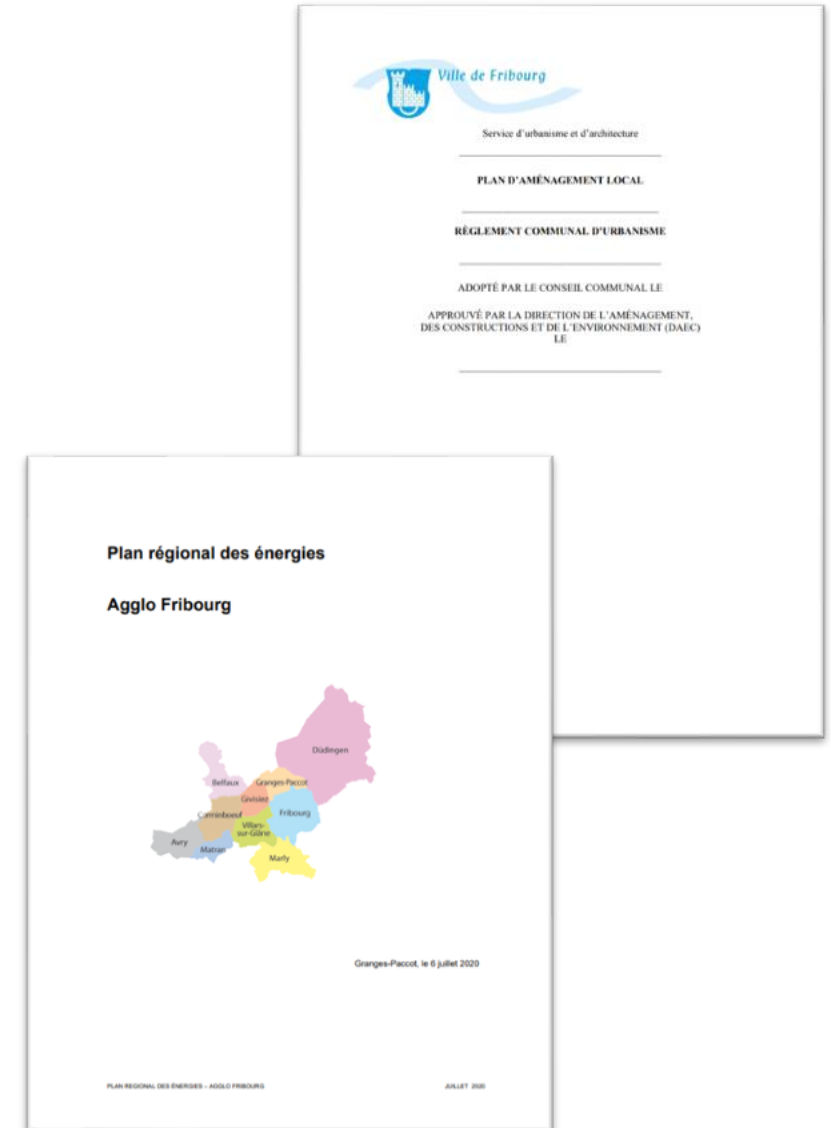 Ville de Fribourg
Service d'urbanisme et d'architecture
PLAN D'AMÉNAGEMENT LOCAL
RÈGLEMENT COMMUNAL D'URBANISME
ADOPTÉ PAR LE CONSEIL COMMUNAL LE
APPROUVÉ PAR LA DIRECTION DE L'AMÉNAGEMENT,
DES CONSTRUCTIONS ET DE L'ENVIRONNEMENT (DAEC)
LE
Plan régional des énergies
Agglo Fribourg
Düdingen
Belfaux
Granges-Paccot
Givisiez
Corminboeuf
Fribourg
Villars-
sur-Glâne
Avry
Matran
Marly
Granges-Paccot, le 6 juillet 2020
PLAN REGIONAL DES ÉNERGIES – AGGLO FRIBOURG
JUILLET 2020